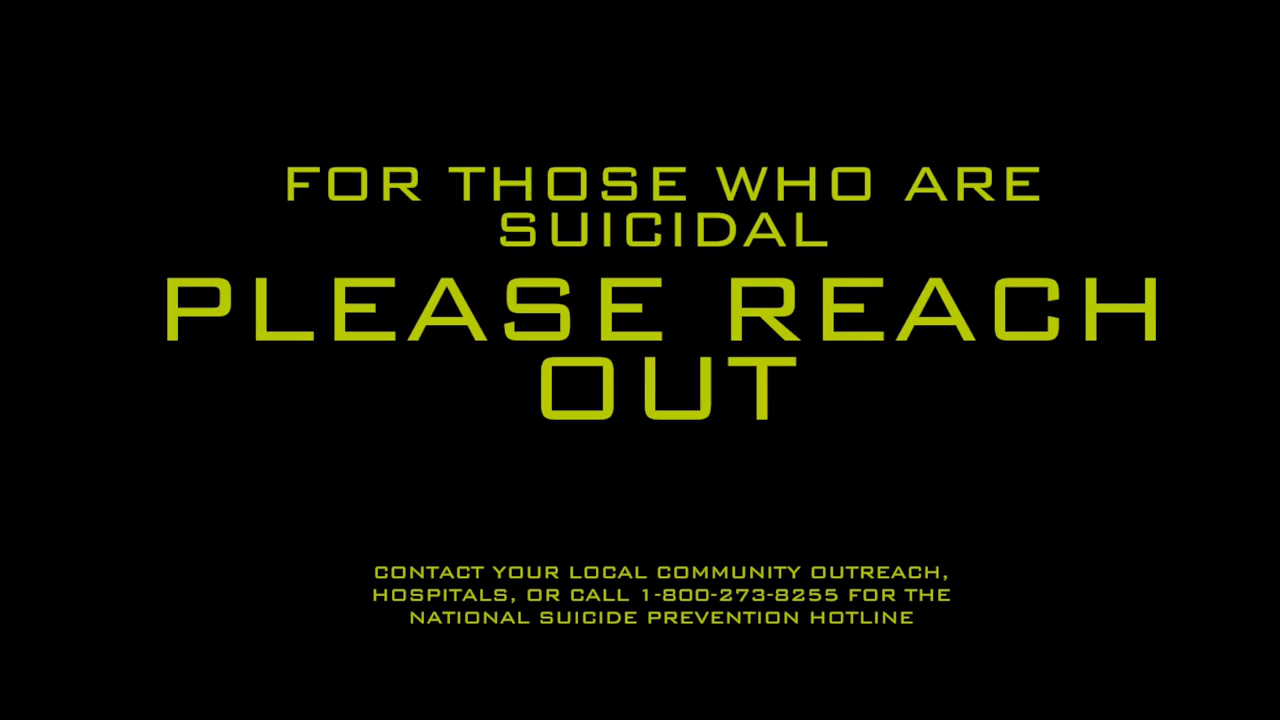 FOR THOSE WHO ARE
SUICIDAL
PLEASE REACH
OUT
CONTACT YOUR LOCAL COMMUNITY OUTREACH,
HOSPITALS, OR CALL 1-800-273-8255 FOR THE
NATIONAL SUICIDE PREVENTION HOTLINE